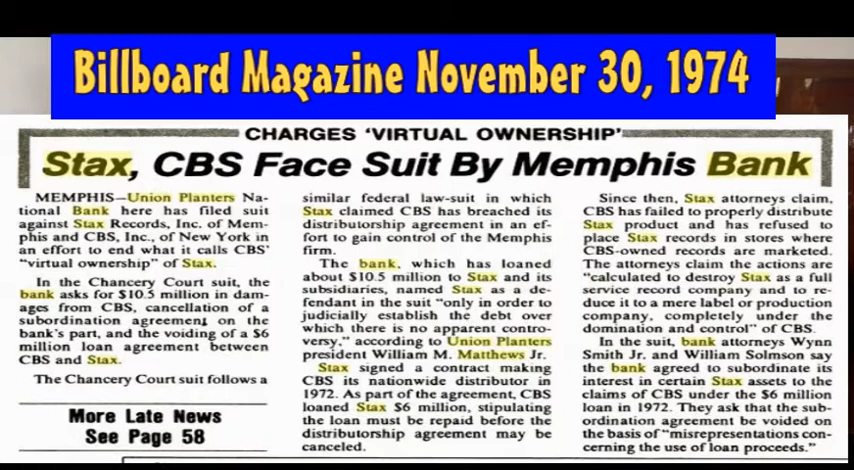 Billboard Magazine November 30, 1974
CHARGES 'VIRTUAL OWNERSHIP'
Stax, CBS Face Suit By Memphis Bank
MEMPHIS—Union Planters Na-
tional Bank here has filed suit
against Stax Records, Inc. of Mem-
phis and CBS, Inc., of New York in
an effort to end what it calls CBS'
"virtual ownership" of Stax.
In the Chancery Court suit, the
bank asks for $10.5 million in dam-
ages from CBS, cancellation of a
subordination agreement on the
bank's part, and the voiding of a $6
million loan agreement between
CBS and Stax.
The Chancery Court suit follows a
More Late News
See Page 58
similar federal law-suit in which
Stax claimed CBS has breached its
distributorship agreement in an ef-
fort to gain control of the Memphis
firm.
The bank, which has loaned
about $10.5 million to Stax and its
subsidiaries, named Stax as a de-
fendant in the suit "only in order to
judicially establish the debt over
which there is no apparent contro-
versy," according to Union Planters
president William M. Matthews Jr.
Stax signed a contract making
CBS its nationwide distributor in
1972. As part of the agreement, CBS
loaned Stax $6 million, stipulating
the loan must be repaid before the
distributorship agreement may be
canceled.
Since then, Stax attorneys claim,
CBS has failed to properly distribute
Stax product and has refused to
place Stax records in stores where
CBS-owned records are marketed.
The attorneys claim the actions are
"calculated to destroy Stax as a full
service record company and to re-
duce it to a mere label or production
company, completely under the
domination and control" of CBS.
In the suit, bank attorneys Wynn
Smith Jr. and William Solmson say
the bank agreed to subordinate its
interest in certain Stax assets to the
claims of CBS under the $6 million
loan in 1972. They ask that the sub-
ordination agreement be voided on
the basis of "misrepresentations con-
cerning the use of loan proceeds."